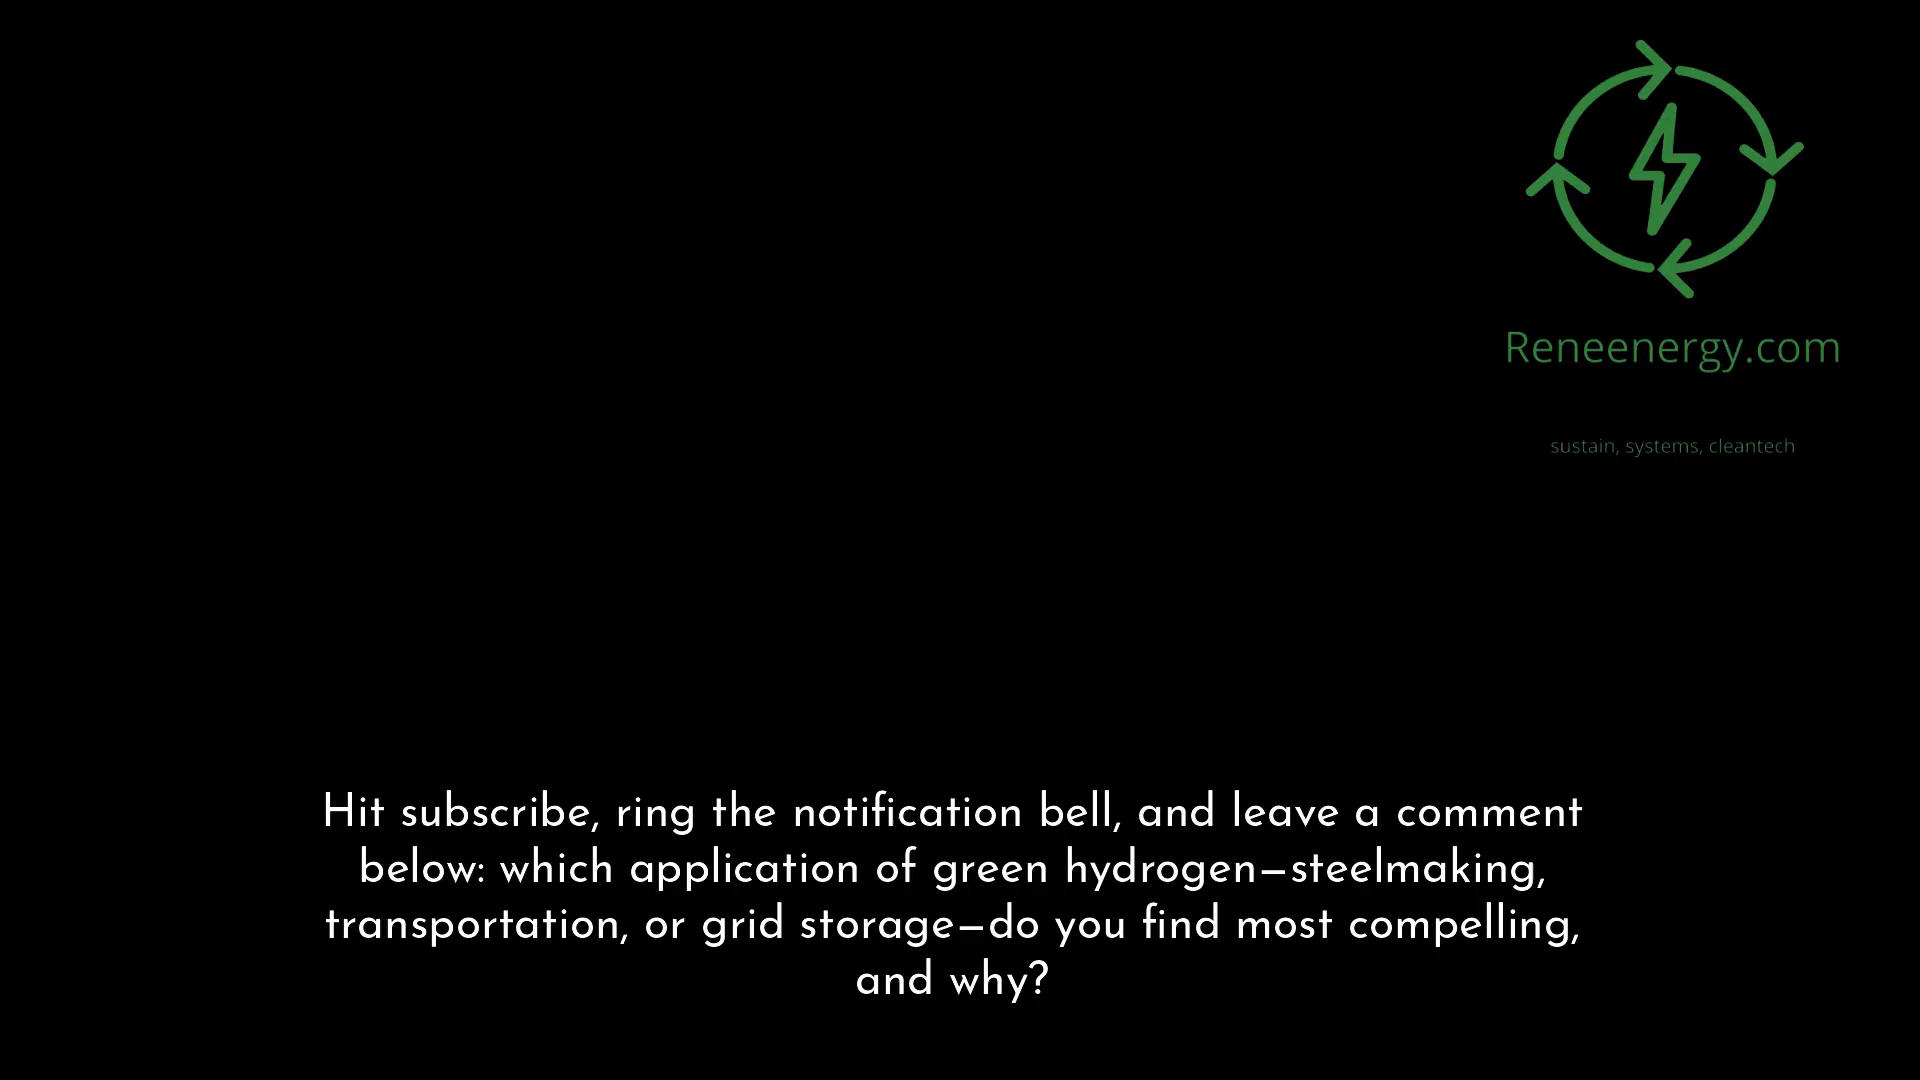 Reneenergy.com
sustain, systems, cleantech
Hit subscribe, ring the notification bell, and leave a comment
below: which application of green hydrogen—steelmaking,
transportation, or grid storage—do you find most compelling,
and why?